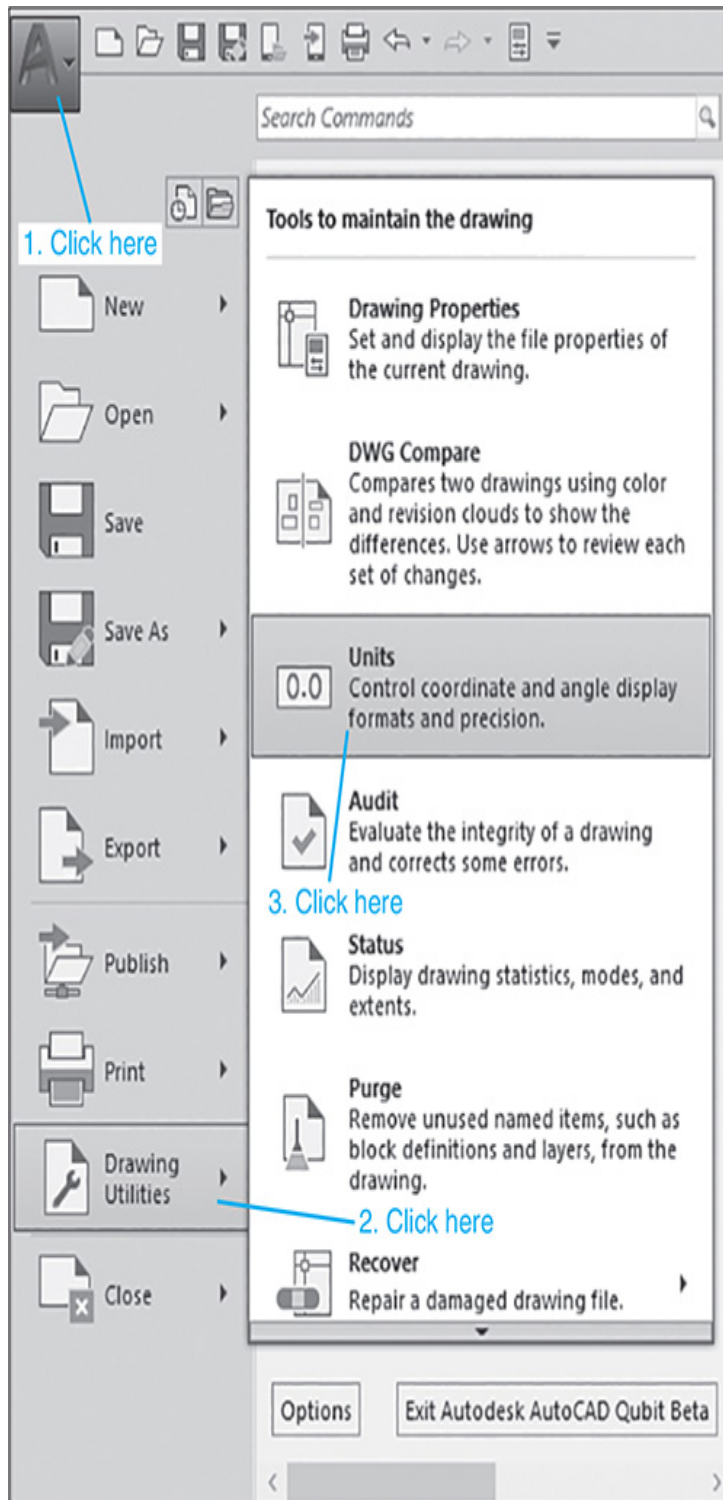 A
Search Commands
1. Click here
Tools to maintain the drawing
New
Open
Save
Save As
Import
Export
Publish
Print
Drawing
Utilities
Close
Drawing Properties
Set and display the file properties of
the current drawing.
DWG Compare
Compares two drawings using color
and revision clouds to show the
differences. Use arrows to review each
set of changes.
0.0
Units
Control coordinate and angle display
formats and precision.
Audit
Evaluate the integrity of a drawing
and corrects some errors.
3. Click here
Status
Display drawing statistics, modes, and
extents.
Purge
Remove unused named items, such as
block definitions and layers, from the
drawing.
2. Click here
Recover
Repair a damaged drawing file.
Options
Exit Autodesk AutoCAD Qubit Beta